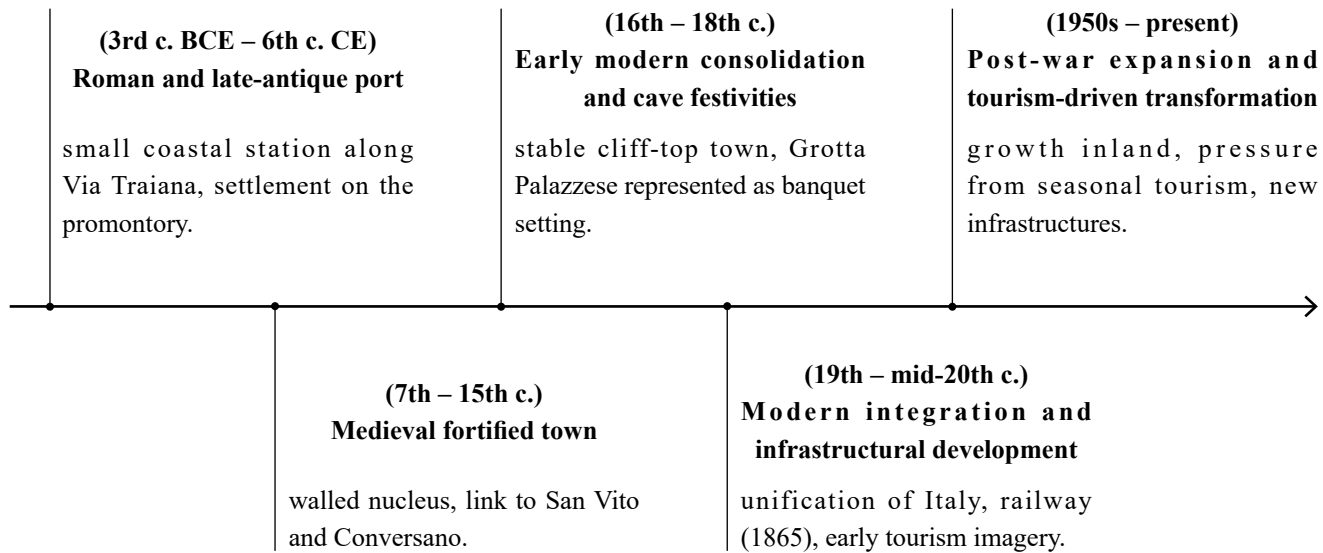 (3rd c. BCE – 6th c. CE)
Roman and late-antique port
small coastal station along
Via Traiana, settlement on the
promontory.
(7th – 15th c.)
Medieval fortified town
walled nucleus, link to San Vito
and Conversano.
(16th – 18th c.)
Early modern consolidation
and cave festivities
stable cliff-top town, Grotta
Palazzese represented as banquet
setting.
(19th – mid-20th c.)
Modern integration and
infrastructural development
unification of Italy, railway
(1865), early tourism imagery.
(1950s – present)
Post-war expansion and
tourism-driven transformation
growth inland, pressure
from seasonal tourism, new
infrastructures.